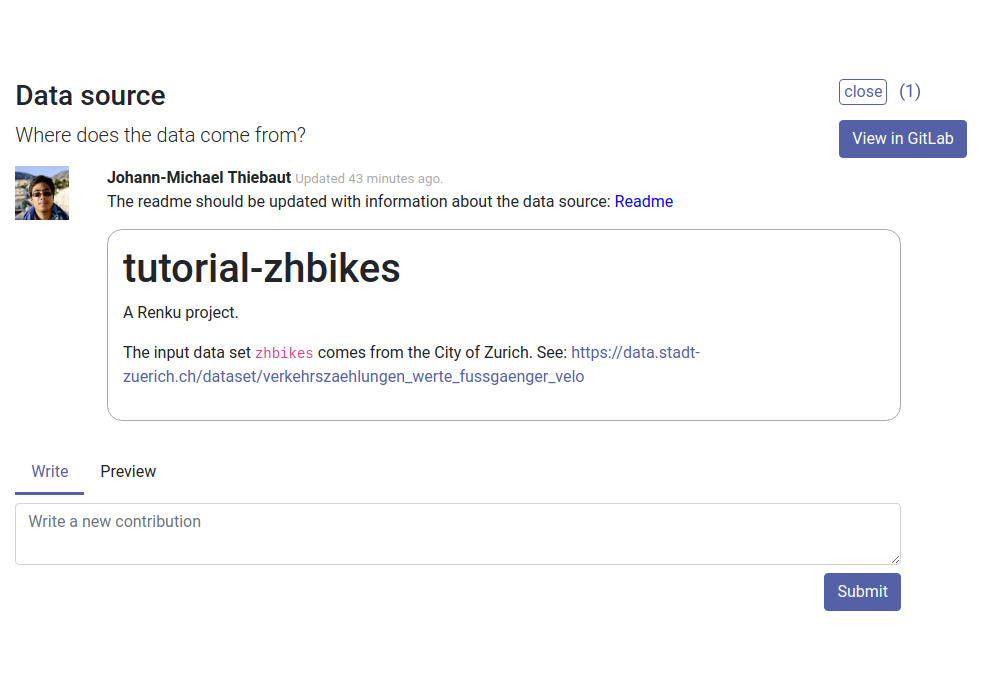 Data source
close (1)
Where does the data come from?
View in GitLab
Johann-Michael Thiebaut Updated 43 minutes ago.
The readme should be updated with information about the data source: Readme
tutorial-zhbikes
A Renku project.
The input data set zhbikes comes from the City of Zurich. See: https://data.stadt-
zuerich.ch/dataset/verkehrszaehlungen_werte_fussgaenger_velo
Write Preview
Write a new contribution
Submit